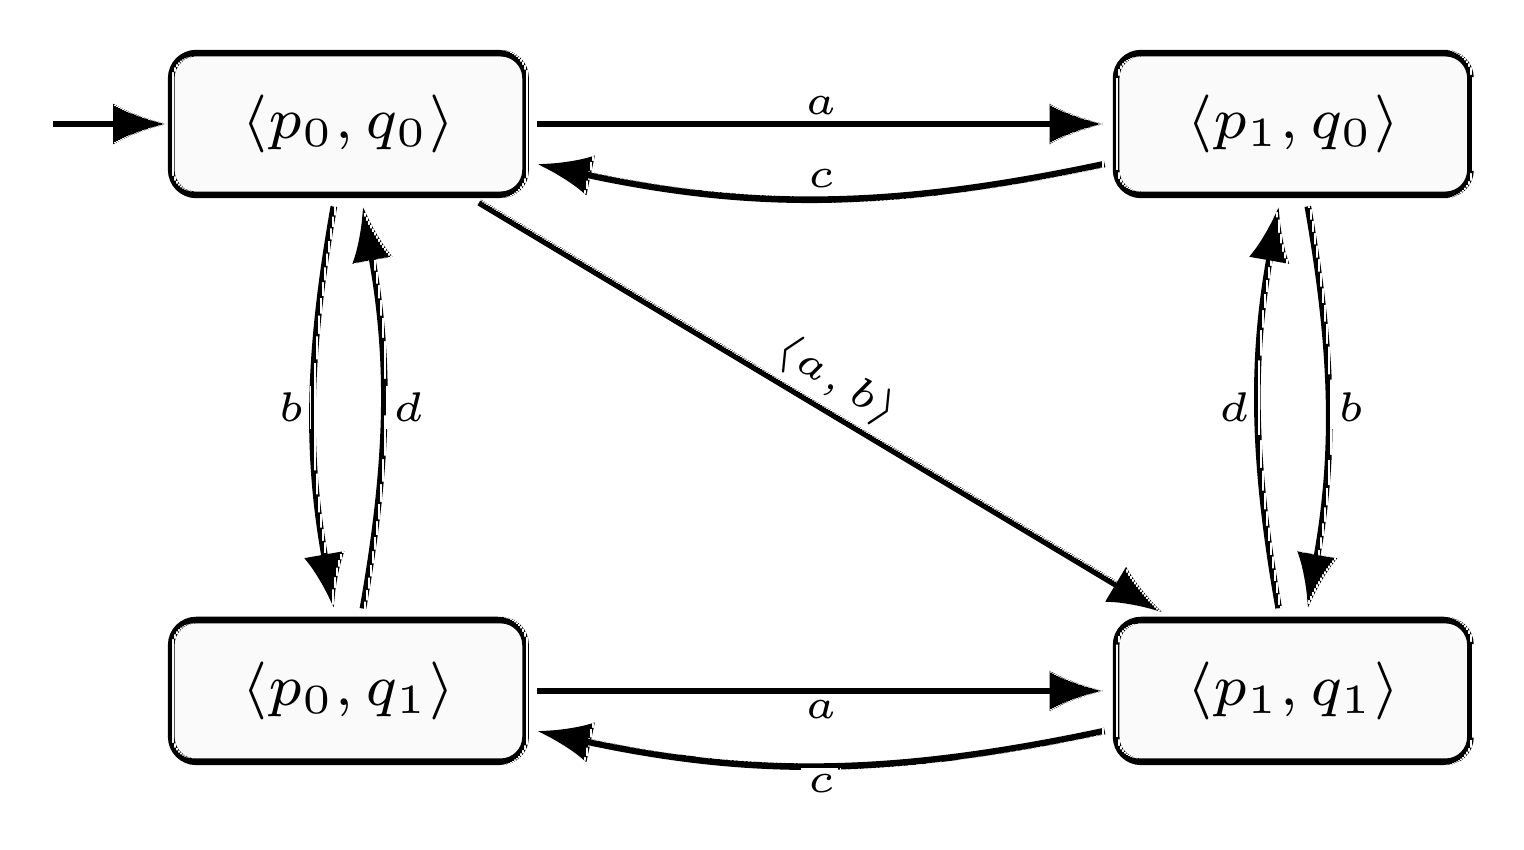 ⟨p₀, q₀⟩
a
⟨p₁, q₀⟩
c
⟨a, b⟩
b
d
d
b
⟨p₀, q₁⟩
a
⟨p₁, q₁⟩
c